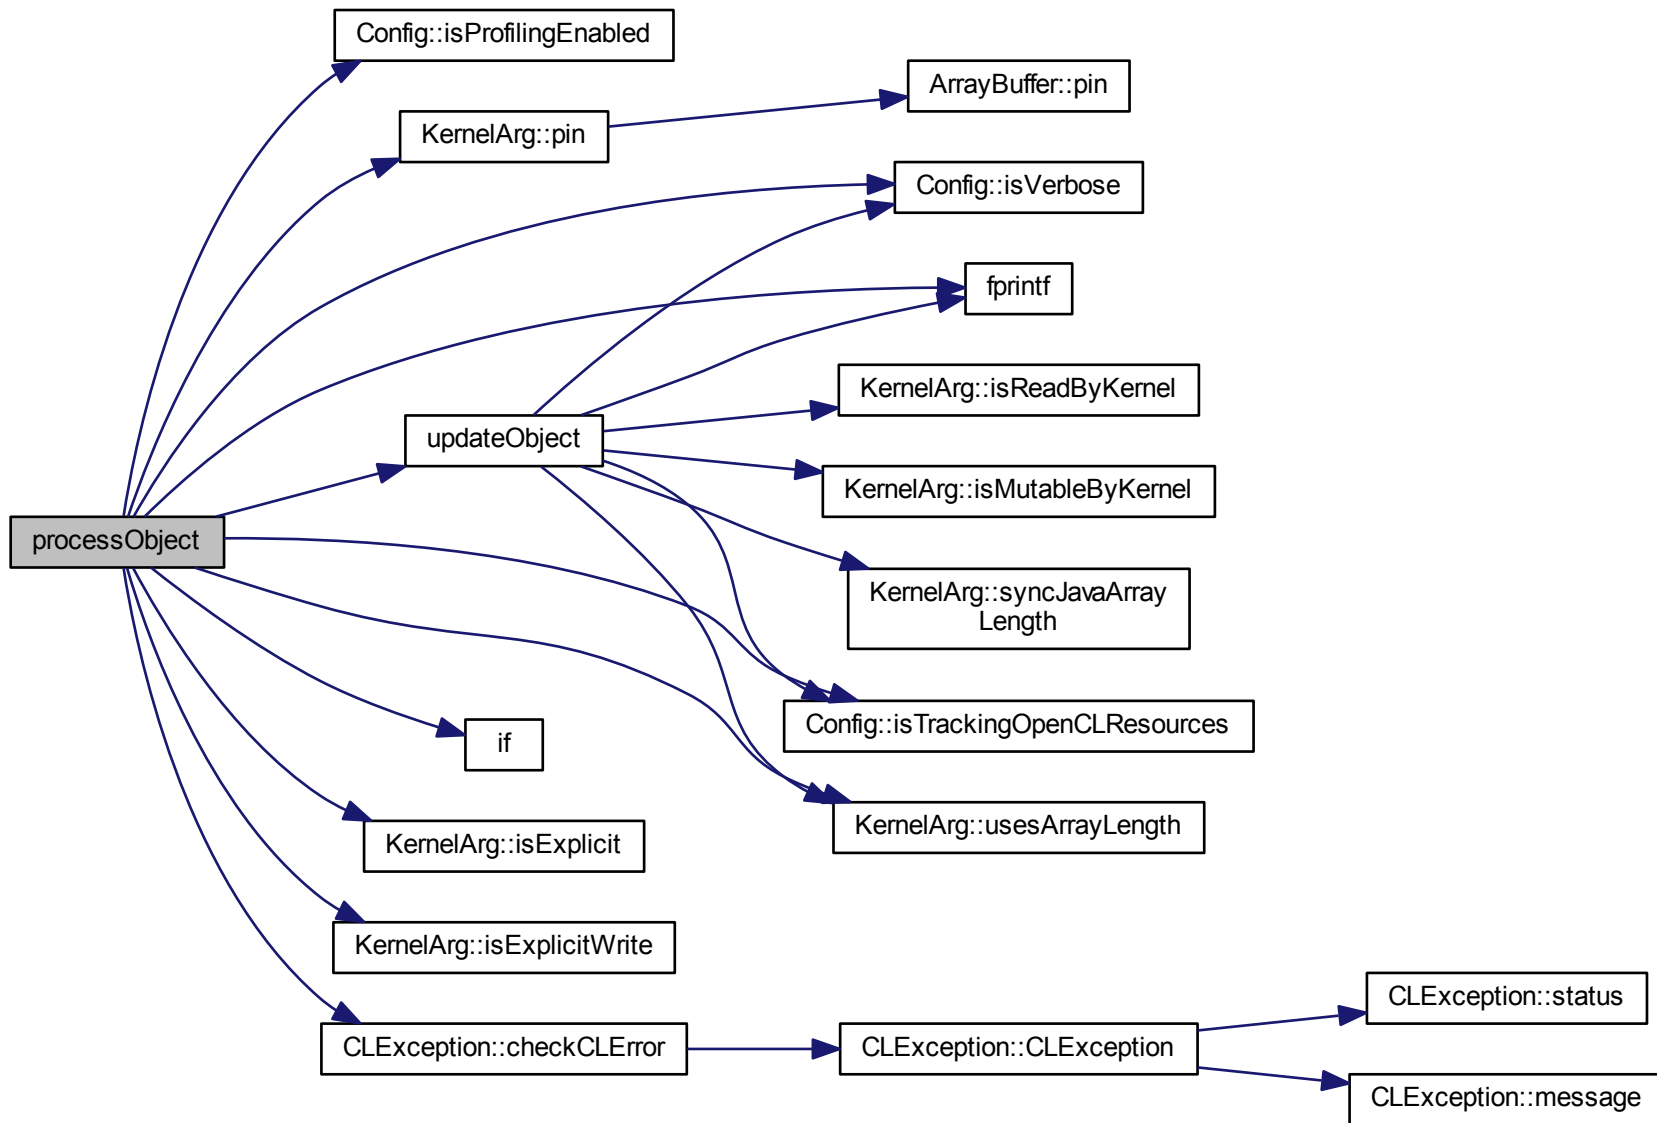 Config::isProfilingEnabled
ArrayBuffer::pin
KernelArg::pin
Config::isVerbose
fprintf
KernelArg::isReadByKernel
updateObject
KernelArg::isMutableByKernel
processObject
KernelArg::syncJavaArray
Length
Config::isTrackingOpenCLResources
if
KernelArg::usesArrayLength
KernelArg::isExplicit
KernelArg::isExplicitWrite
CLException::status
CLException::checkCLError
CLException::CLException
CLException::message